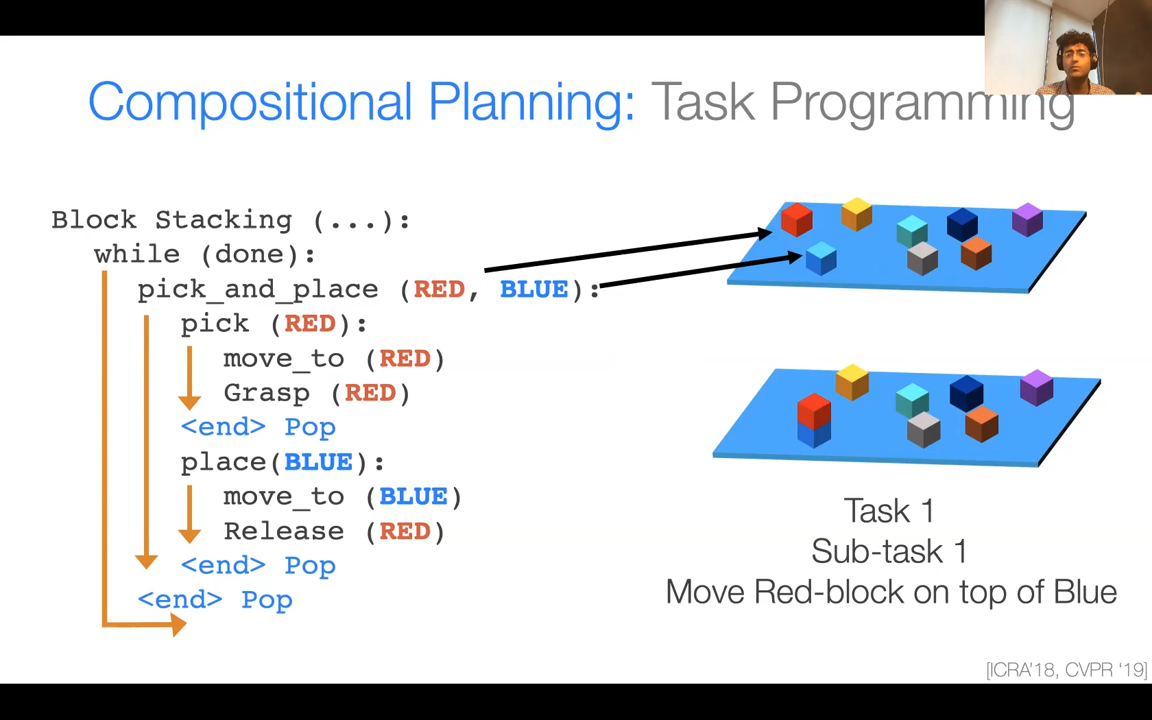 Compositional Planning: Task Programming
Block Stacking (...):
while (done):
pick_and_place (RED, BLUE):
pick (RED):
move_to (RED)
Grasp (RED)
<end> Pop
place(BLUE):
move_to (BLUE)
Release (RED)
<end> Pop
<end> Pop
Task 1
Sub-task 1
Move Red-block on top of Blue
[ICRA'18, CVPR '19]